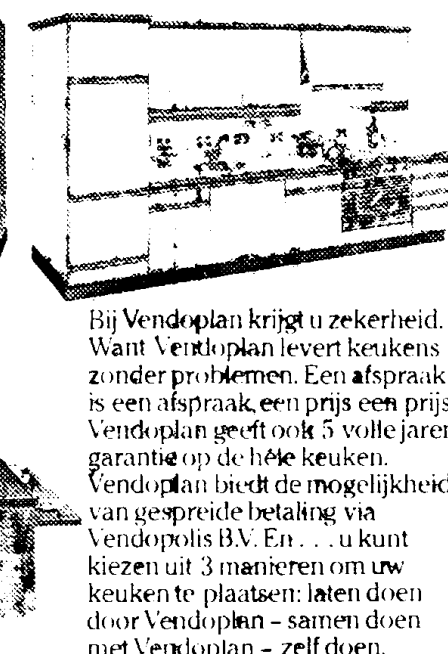 Bij Vendoplan krijgt u zekerheid.
Want Vendoplan levert keukens
zonder problemen. Een afspraak
is een afspraak, een prijs een prijs
Vendoplan geeft ook 5 volle jaren
garantie op de hele keuken.
Vendoplan biedt de mogelijkheid
van gespreide betaling via
Vendopolis B.V. En . . . u kunt
kiezen uit 3 manieren om uw
keuken te plaatsen: laten doen
door Vendoplan – samen doen
met Vendoplan – zelf doen.